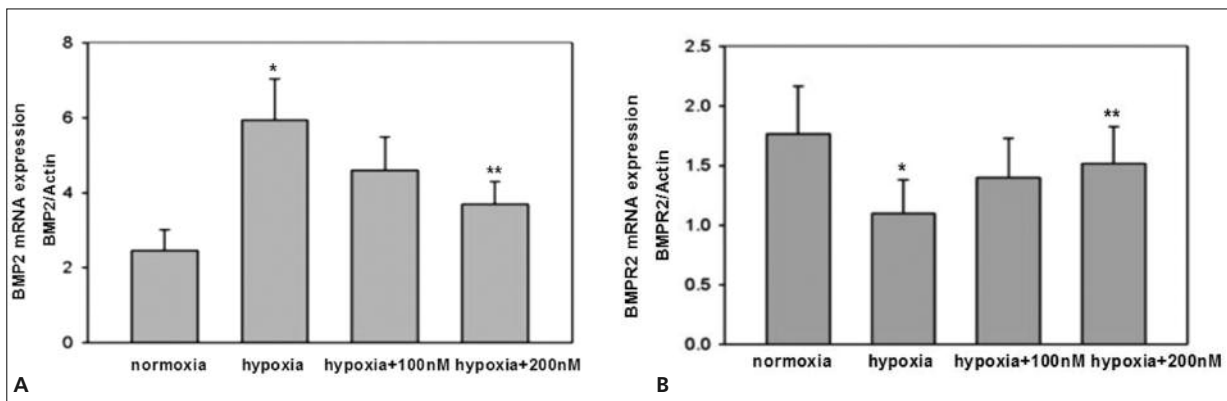 BMP2 mRNA expression
BMP2/Actin
8
6
4
2
0
*
**
normoxia
hypoxia
hypoxia+100nM
hypoxia+200nM
A
BMPR2 mRNA expression
BMPR2/Actin
2.5
2.0
1.5
1.0
0.5
0.0
*
**
normoxia
hypoxia
hypoxia+100nM
hypoxia+200nM
B